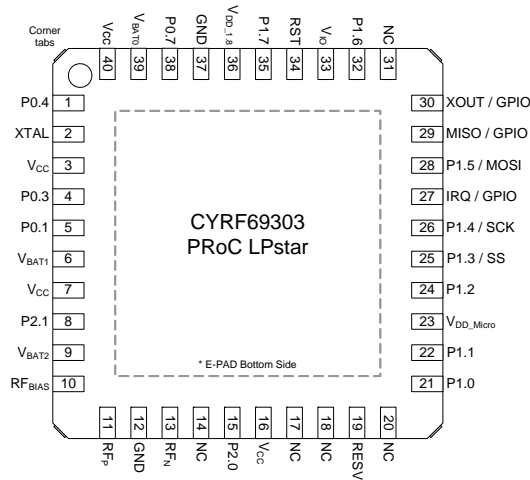 Corner
tabs
VCC
VBAT0
P0.7
GND
VDD_1.8
P1.7
RST
VIO
P1.6
NC
40
39
38
37
36
35
34
33
32
31
P0.4 1
XTAL 2
VCC 3
P0.3 4
P0.1 5
VBAT1 6
VCC 7
P2.1 8
VBAT2 9
RFBIAS 10
CYRF69303
PRoC LPstar
* E-PAD Bottom Side
30 XOUT / GPIO
29 MISO / GPIO
28 P1.5 / MOSI
27 IRQ / GPIO
26 P1.4 / SCK
25 P1.3 / SS
24 P1.2
23 VDD_Micro
22 P1.1
21 P1.0
11
12
13
14
15
16
17
18
19
20
RFP
GND
RFN
NC
P2.0
VCC
NC
NC
RESV
NC